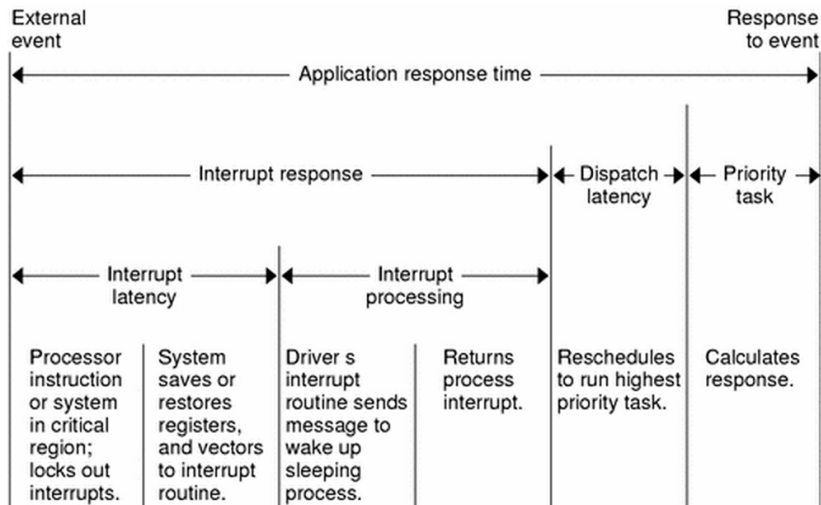 External
event
Response
to event
Application response time
Interrupt response
Dispatch
latency
Priority
task
Interrupt
latency
Interrupt
processing
Processor
instruction
or system
in critical
region;
locks out
interrupts.
System
saves or
restores
registers,
and vectors
to interrupt
routine.
Driver s
interrupt
routine sends
message to
wake up
sleeping
process.
Returns
process
interrupt.
Reschedules
to run highest
priority task.
Calculates
response.